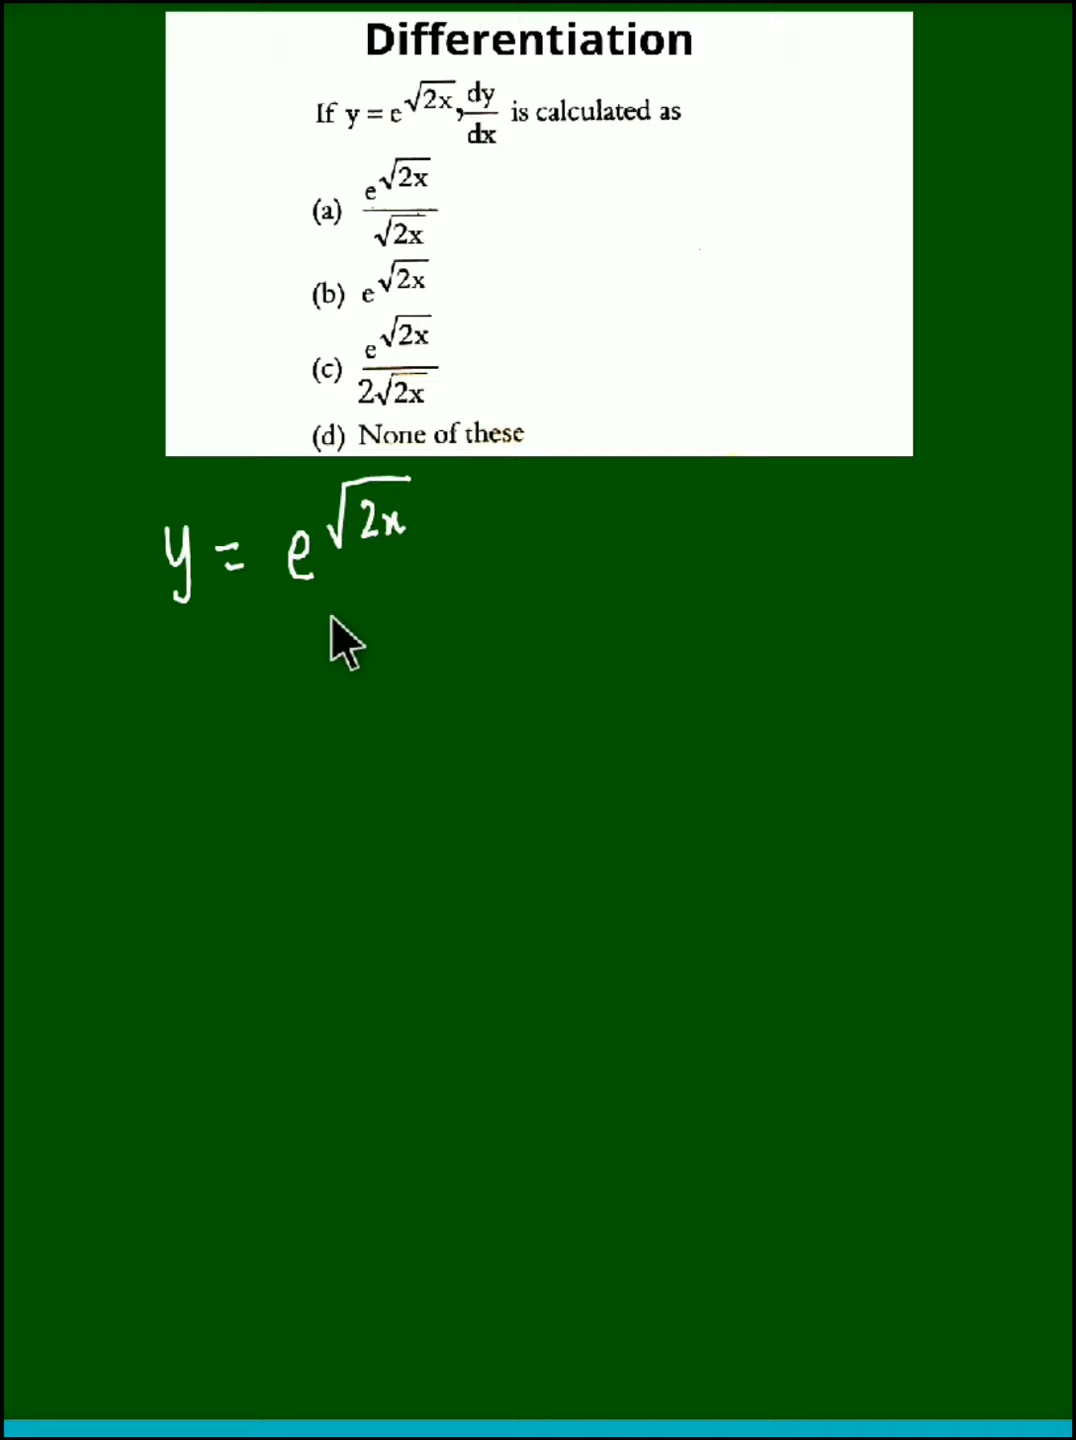 Differentiation
If y = e^√2x, dy/dx is calculated as
(a) e^√2x/√2x
(b) e^√2x
(c) e^√2x/2√2x
(d) None of these
y = e^√2x